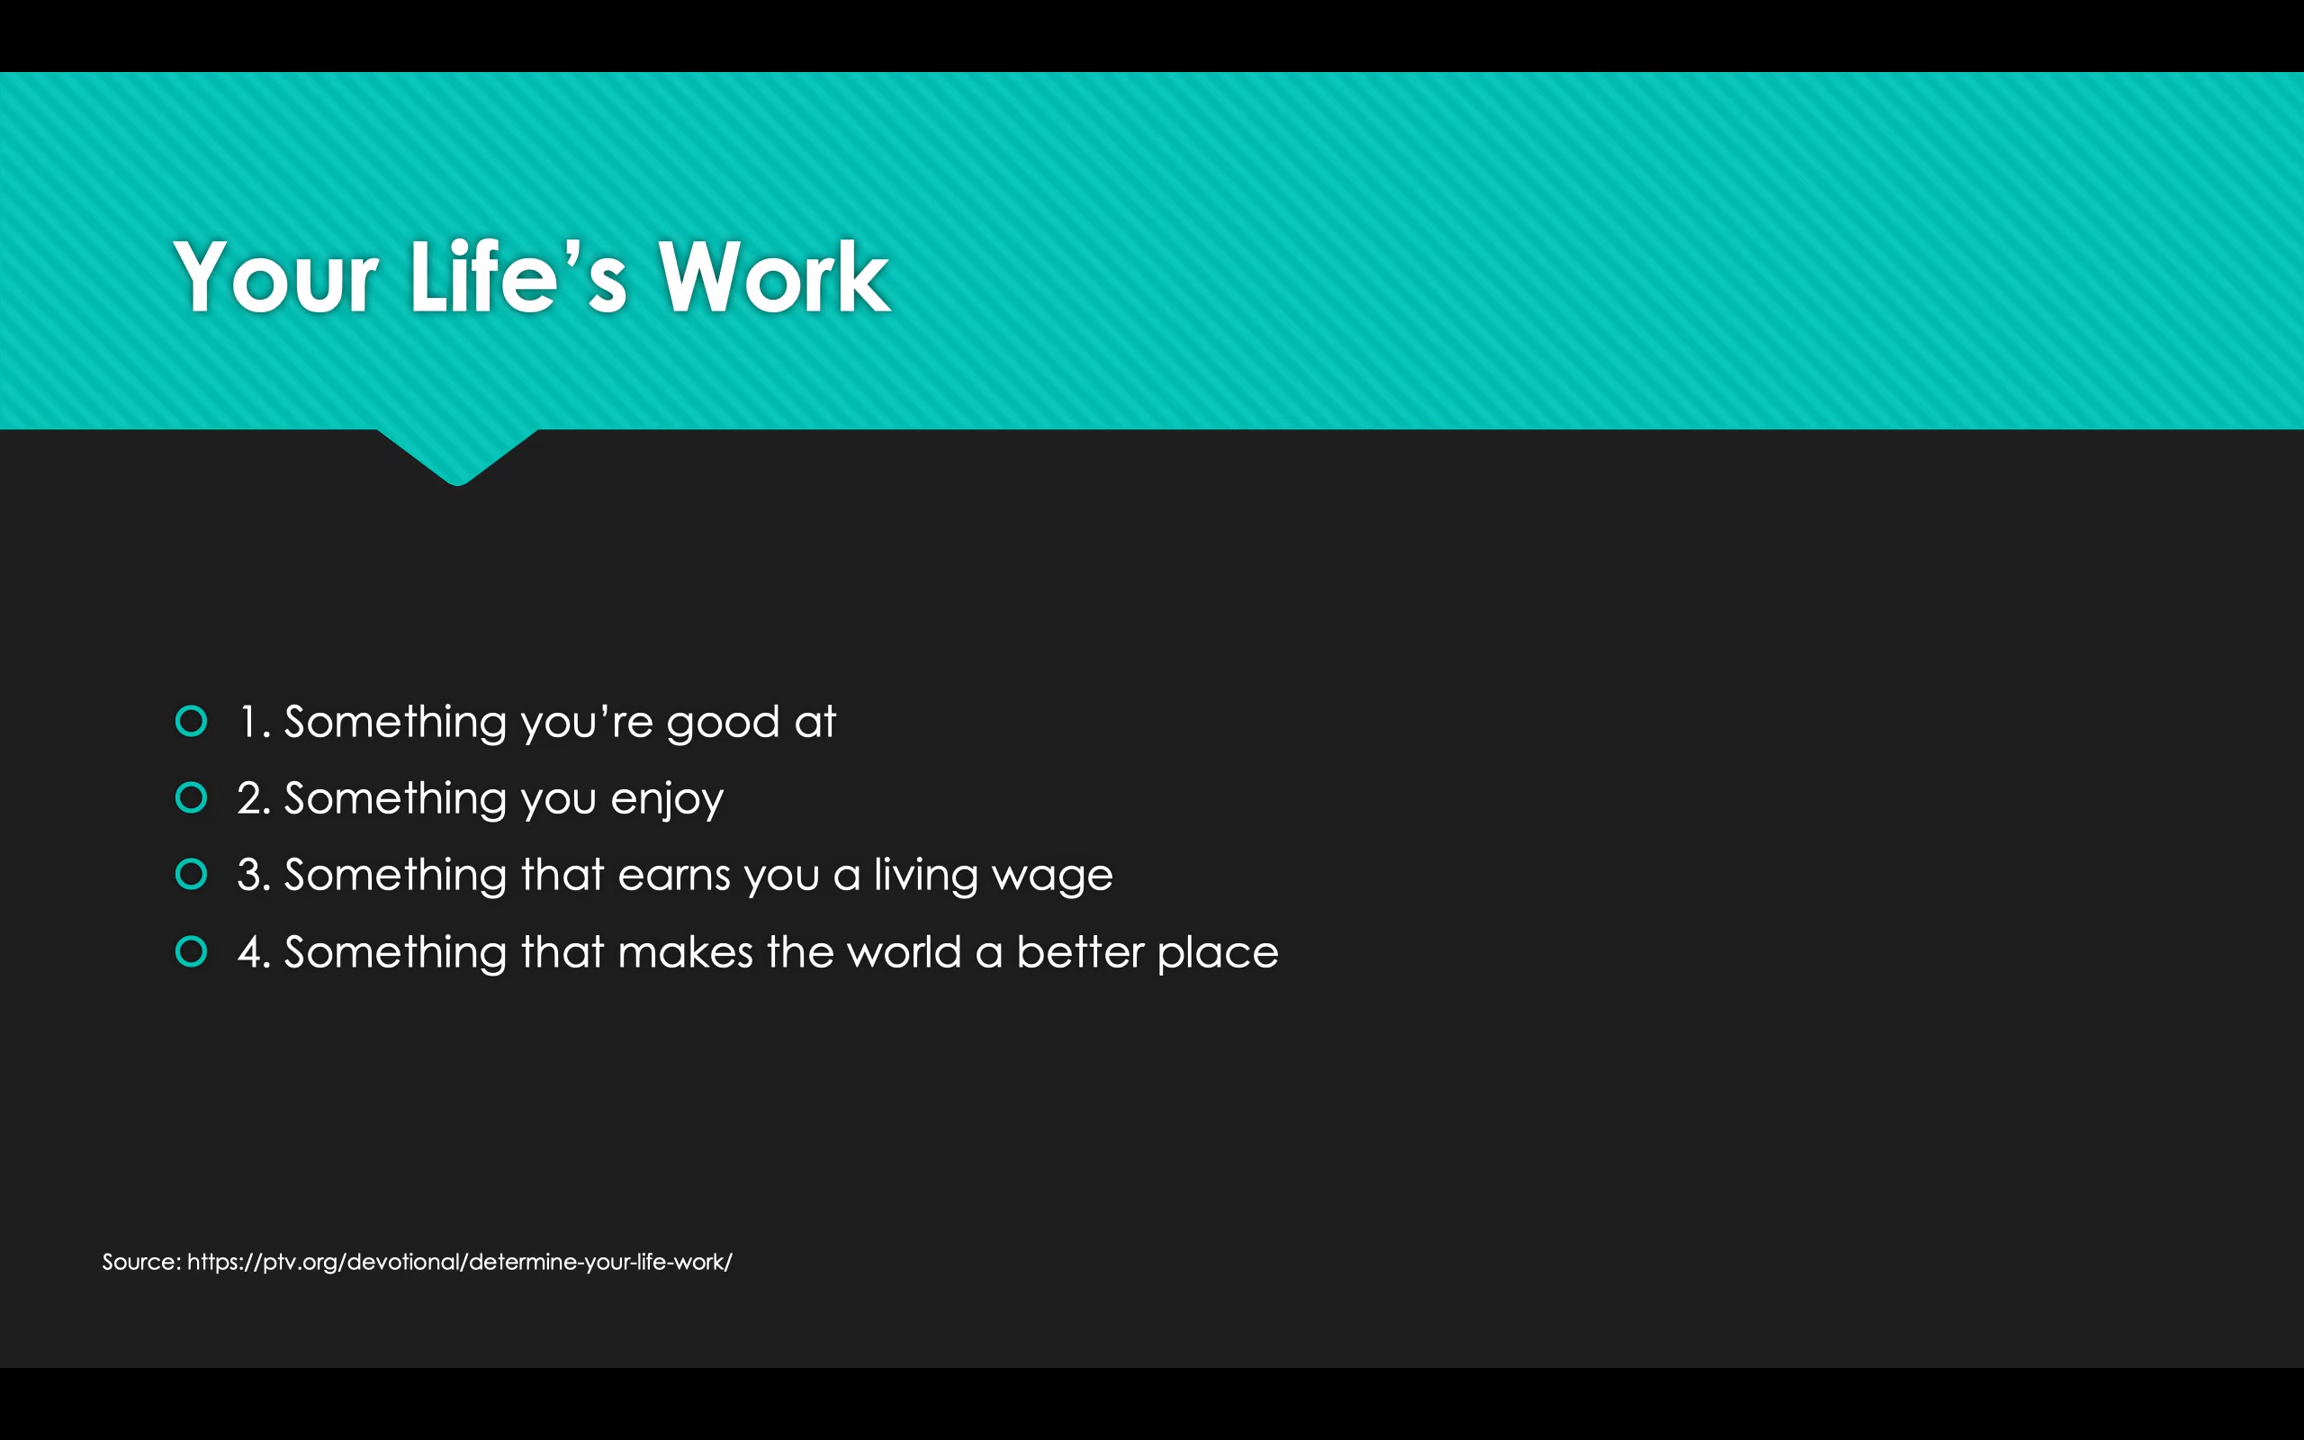 Your Life’s Work
1. Something you’re good at
2. Something you enjoy
3. Something that earns you a living wage
4. Something that makes the world a better place
Source: https://ptv.org/devotional/determine-your-life-work/